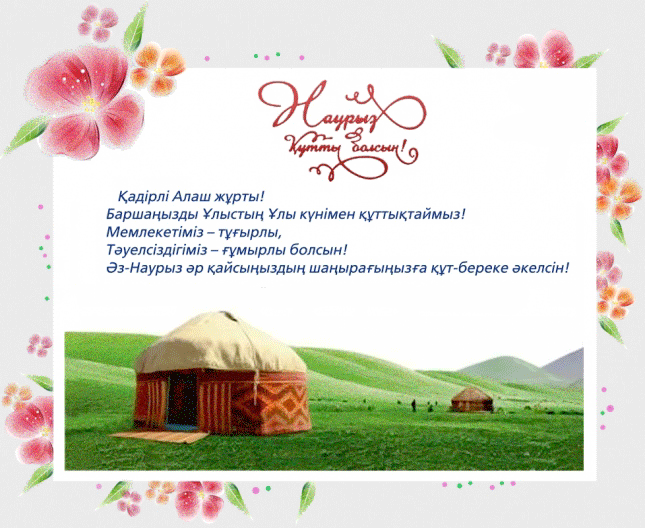 Наурыз
құтты болсын!
Қадірлі Алаш жұрты!
Баршаңызды Ұлыстың Ұлы күнімен құттықтаймыз!
Мемлекетіміз – тұғырлы,
Тәуелсіздігіміз – ғұмырлы болсын!
Әз-Наурыз әр қайсыңыздың шаңырағыңызға құт-береке әкелсін!